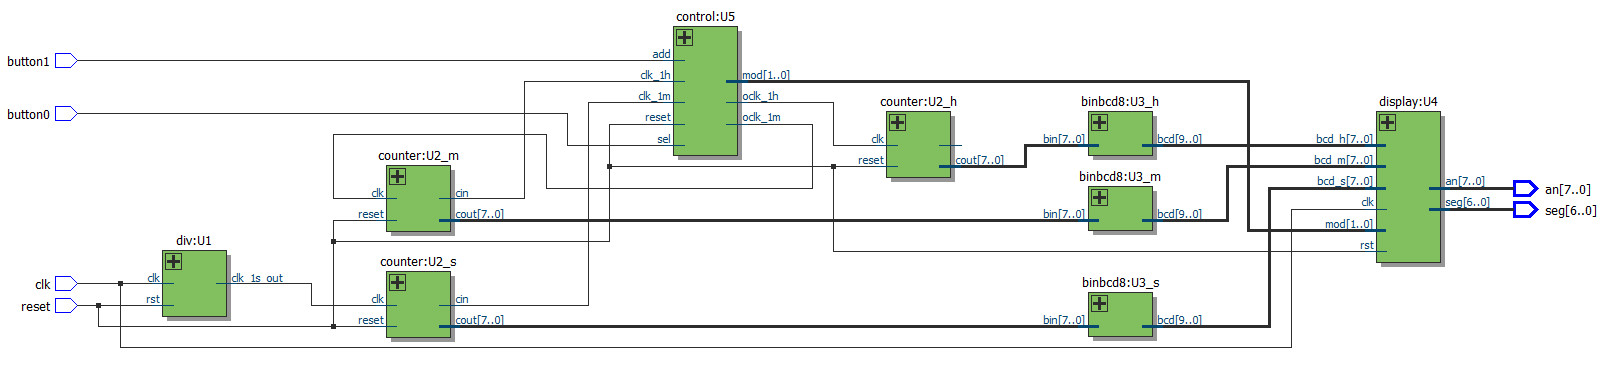 control:U5
button1
add
clk_1h
mod[1..0]
clk_1m
oclk_1h
button0
reset
oclk_1m
sel
counter:U2_h
clk
reset
cout[7..0]
binbcd8:U3_h
bin[7..0]
bcd[9..0]
display:U4
bcd_h[7..0]
bcd_m[7..0]
bcd_s[7..0]
an[7..0]
clk
seg[6..0]
mod[1..0]
rst
an[7..0]
seg[6..0]
counter:U2_m
clk
cin
reset
cout[7..0]
binbcd8:U3_m
bin[7..0]
bcd[9..0]
div:U1
clk
clk
clk_1s_out
reset
rst
counter:U2_s
clk
cin
reset
cout[7..0]
binbcd8:U3_s
bin[7..0]
bcd[9..0]